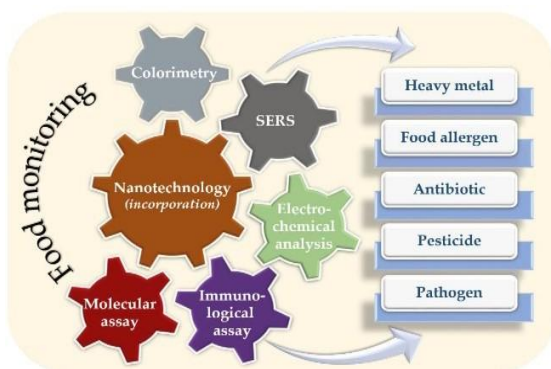 Food monitoring
Colorimetry
SERS
Nanotechnology
(incorporation)
Electro-
chemical
analysis
Molecular
assay
Immuno-
logical
assay
Heavy metal
Food allergen
Antibiotic
Pesticide
Pathogen